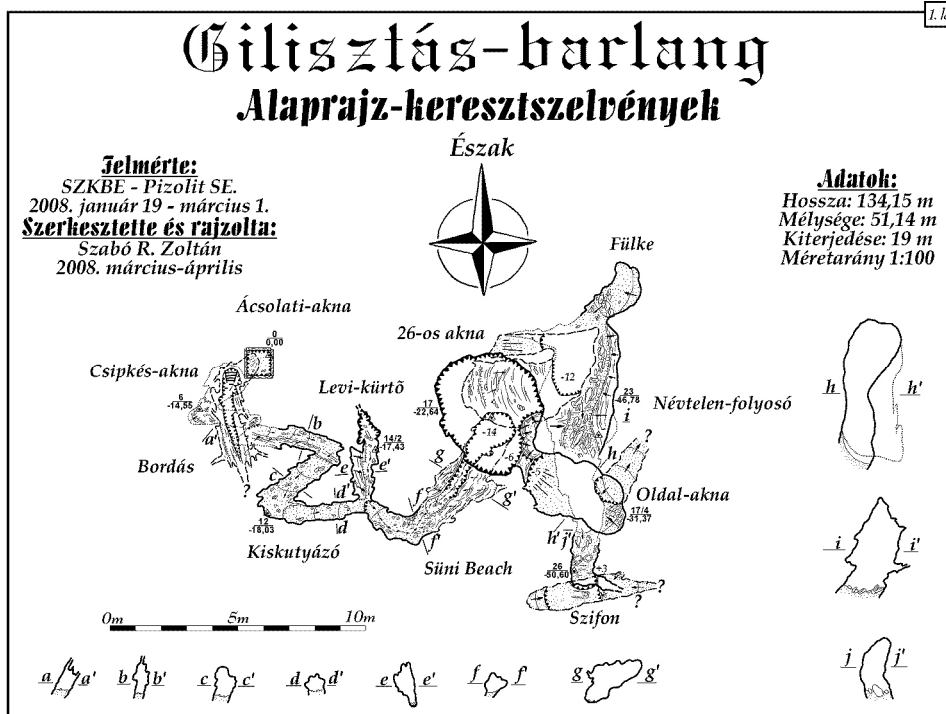 1. l
Gilisztás-barlang
Alaprajz-keresztszelvények
Észak
Felmérte:
SZKBE - Pizolit SE.
2008. január 19 - március 1.
Szerkesztette és rajzolta:
Szabó R. Zoltán
2008. március-április
Adatok:
Hossza: 134,15 m
Mélysége: 51,14 m
Kiterjedése: 19 m
Méretarány 1:100
Fülke
Ácsolati-akna
0
0,00
26-os akna
Csipkés-akna
Levi-kürtő
-12
6
-14,55
17
-22,64
23
-46,78
Névtelen-folyosó
h h'
a'
b
14/2
-17,43
-14
i
Bordás
c
e e'
g
-6
h
?
?
d'
Oldal-akna
12
-18,03
d
f
g'
17/4
-31,37
Kiskutyázó
f'
h' j'
i i'
Süni Beach
26
-50,60
-3
?
?
Szifon
0m 5m 10m
a a' b b' c c' d d' e e' f f' g g'
j j'